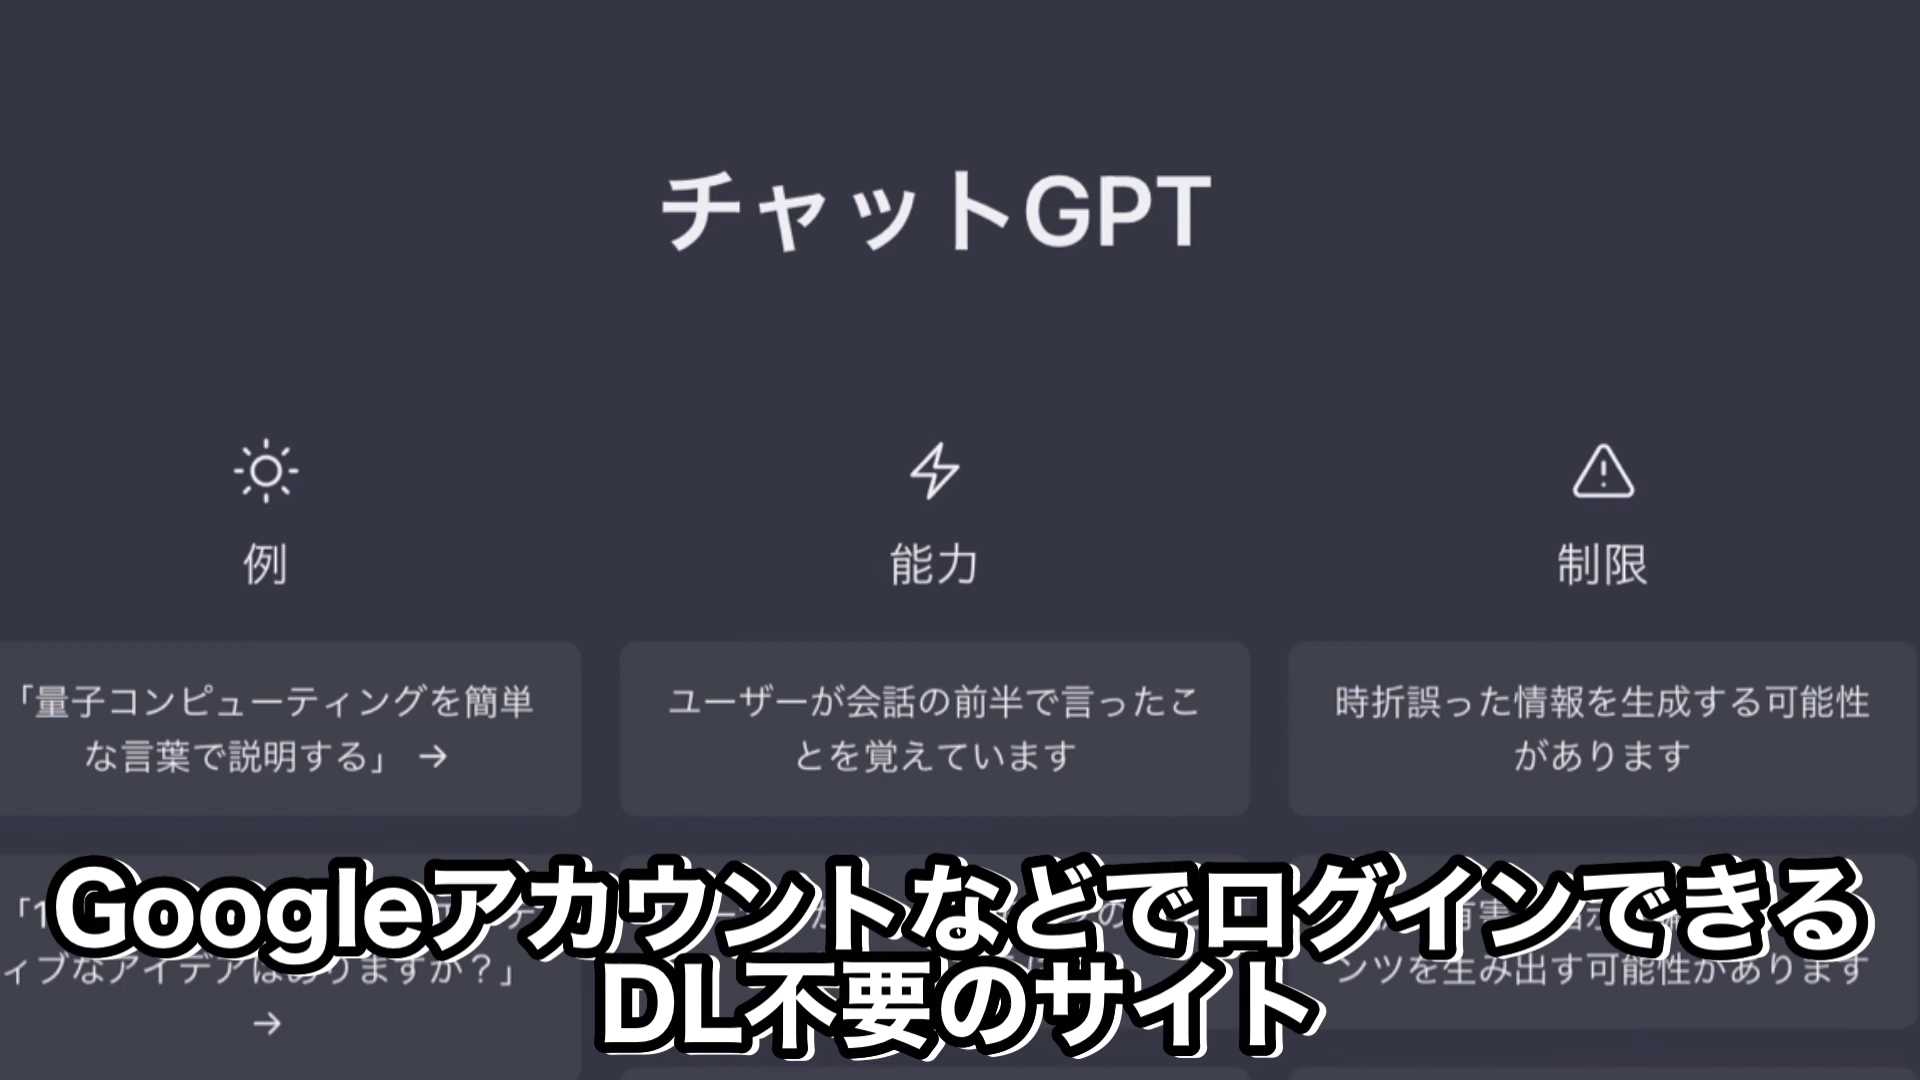 チャットGPT
例
能力
制限
「量子コンピューティングを簡単
な言葉で説明する」 →
ユーザーが会話の前半で言ったこ
とを覚えています
時折誤った情報を生成する可能性
があります
ィブなアイデアはありますか？」
→
ンツを生み出す可能性があります
Googleアカウントなどでログインできる
DL不要のサイト